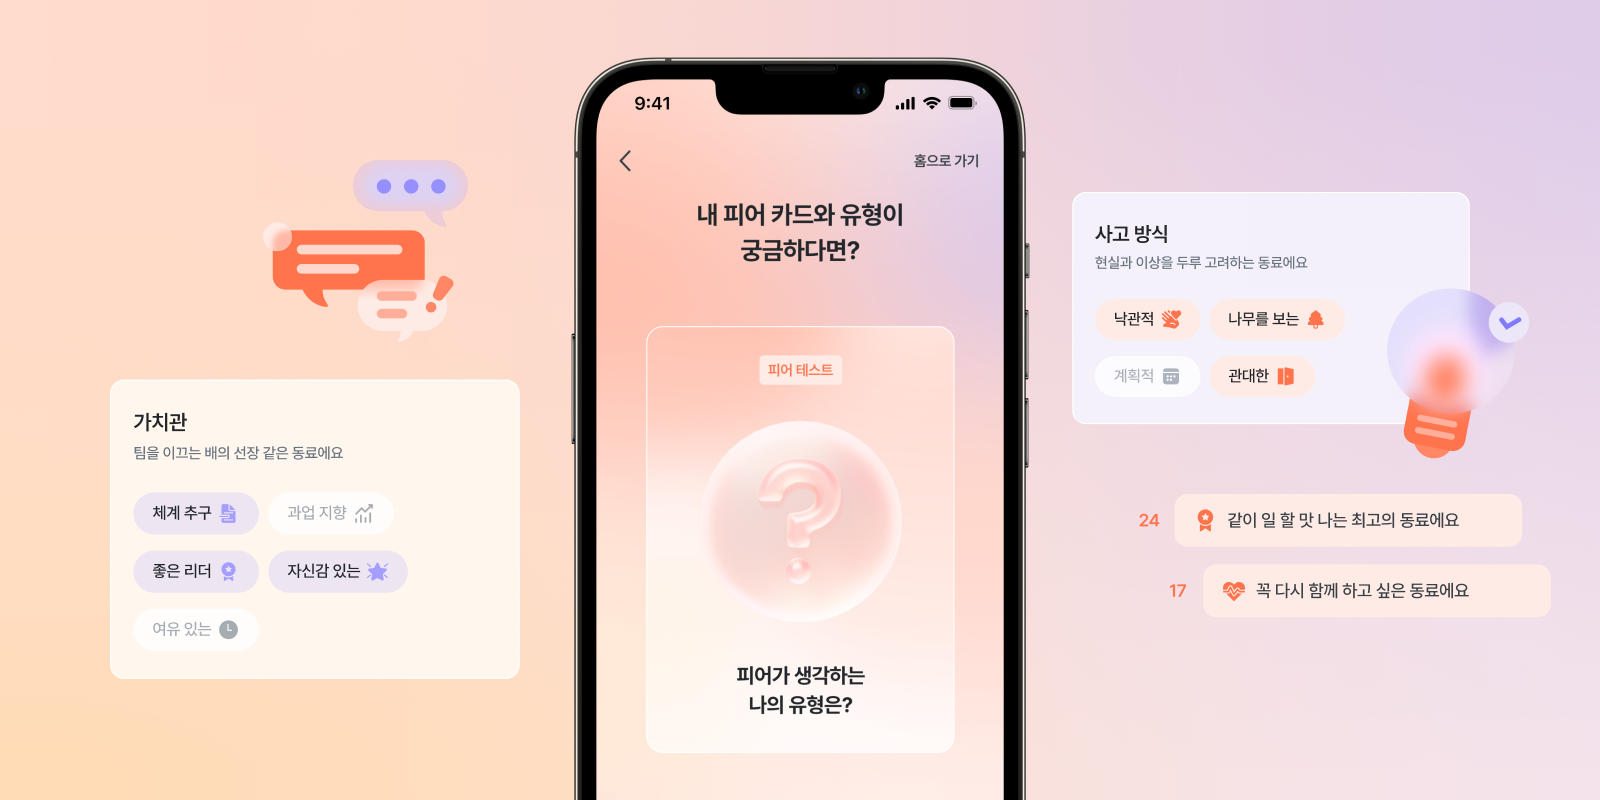 9:41
홈으로 가기
내 피어 카드와 유형이
궁금하다면?
피어 테스트
?
피어가 생각하는
나의 유형은?
가치관
팀을 이끄는 배의 선장 같은 동료에요
체계 추구
과업 지향
좋은 리더
자신감 있는
여유 있는
사고 방식
현실과 이상을 두루 고려하는 동료에요
낙관적
나무를 보는
계획적
관대한
24 같이 일 할 맛 나는 최고의 동료에요
17 꼭 다시 함께 하고 싶은 동료에요